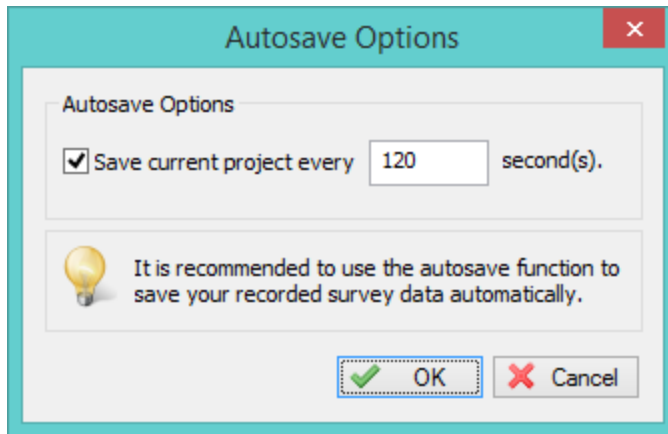 Autosave Options
Autosave Options
Save current project every 120 second(s).
It is recommended to use the autosave function to
save your recorded survey data automatically.
OK Cancel